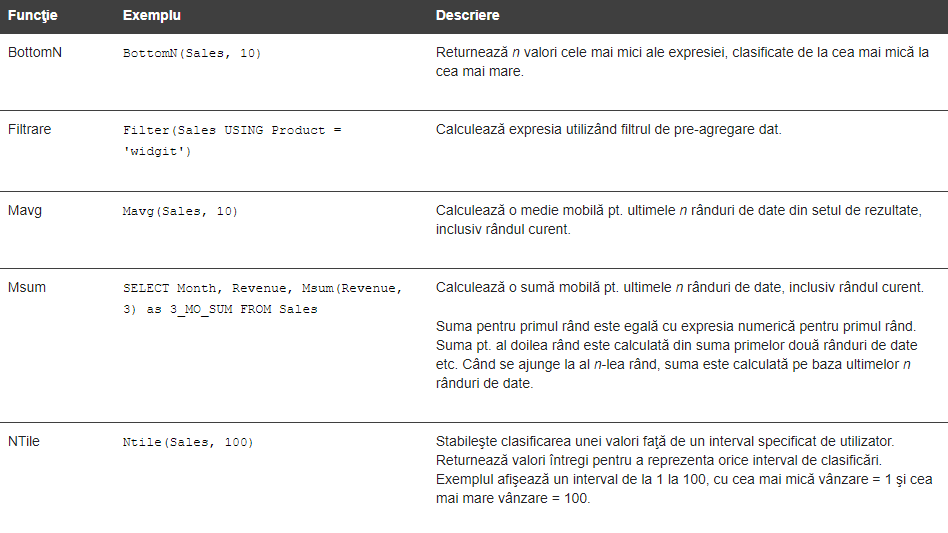 Funcţie Exemplu Descriere
BottomN BottomN(Sales, 10) Returnează n valori cele mai mici ale expresiei, clasificate de la cea mai mică la
cea mai mare.
Filtrare Filter(Sales USING Product = Calculează expresia utilizând filtrul de pre-agregare dat.
'widgit')
Mavg Mavg(Sales, 10) Calculează o medie mobilă pt. ultimele n rânduri de date din setul de rezultate,
inclusiv rândul curent.
Msum SELECT Month, Revenue, Msum(Revenue, Calculează o sumă mobilă pt. ultimele n rânduri de date, inclusiv rândul curent.
3) as 3_MO_SUM FROM Sales
Suma pentru primul rând este egală cu expresia numerică pentru primul rând.
Suma pt. al doilea rând este calculată din suma primelor două rânduri de date
etc. Când se ajunge la al n-lea rând, suma este calculată pe baza ultimelor n
rânduri de date.
NTile Ntile(Sales, 100) Stabileşte clasificarea unei valori faţă de un interval specificat de utilizator.
Returnează valori întregi pentru a reprezenta orice interval de clasificări.
Exemplul afişează un interval de la 1 la 100, cu cea mai mică vânzare = 1 şi cea
mai mare vânzare = 100.